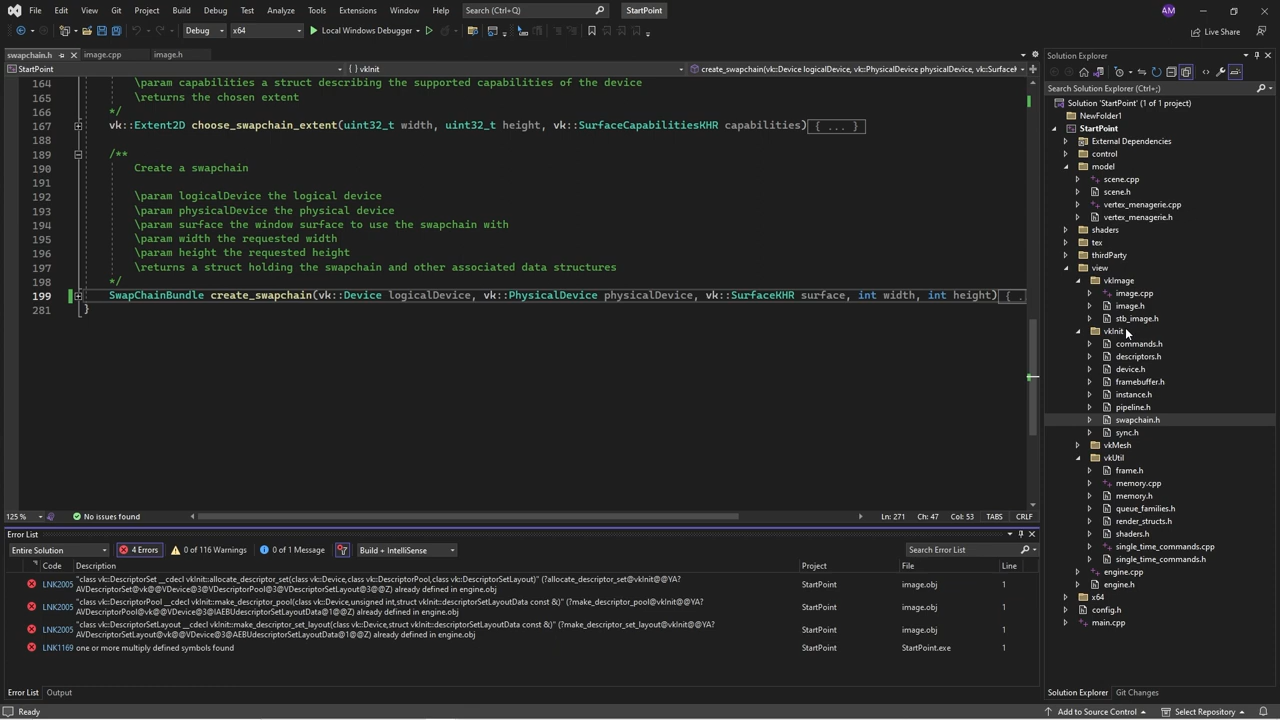 File Edit View Git Project Build Debug Test Analyze Tools Extensions Window Help Search (Ctrl+Q) StartPoint AM
Debug x64 Local Windows Debugger Live Share
swapchain.h image.cpp image.h
StartPoint {} vkInit create_swapchain(vk::Device logicalDevice, vk::PhysicalDevice physicalDevice, vk::Surfac
164 \param capabilities a struct describing the supported capabilities of the device
165 \returns the chosen extent
166 */
167 vk::Extent2D choose_swapchain_extent(uint32_t width, uint32_t height, vk::SurfaceCapabilitiesKHR capabilities){ ... }
188
189 /**
190 Create a swapchain
191
192 \param logicalDevice the logical device
193 \param physicalDevice the physical device
194 \param surface the window surface to use the swapchain with
195 \param width the requested width
196 \param height the requested height
197 \returns a struct holding the swapchain and other associated data structures
198 */
199 SwapChainBundle create_swapchain(vk::Device logicalDevice, vk::PhysicalDevice physicalDevice, vk::SurfaceKHR surface, int width, int height){ .
281 }
125 % No issues found Ln: 271 Ch: 47 Col: 53 TABS CRLF
Error List
Entire Solution 4 Errors 0 of 116 Warnings 0 of 1 Message Build + IntelliSense Search Error List
Code Description Project File Line
LNK2005 "class vk::DescriptorSet __cdecl vkInit::allocate_descriptor_set(class vk::Device,class vk::DescriptorPool,class vk::DescriptorSetLayout)" (?allocate_descriptor_set@vkInit@@YA?
AVDescriptorSet@vk@@VDevice@3@VDescriptorPool@3@VDescriptorSetLayout@3@@Z) already defined in engine.obj StartPoint image.obj 1
LNK2005 "class vk::DescriptorPool __cdecl vkInit::make_descriptor_pool(class vk::Device,unsigned int,struct vkInit::descriptorSetLayoutData const &)" (?make_descriptor_pool@vkInit@@YA?
AVDescriptorPool@vk@@VDevice@3@IAEBUdescriptorSetLayoutData@1@@Z) already defined in engine.obj StartPoint image.obj 1
LNK2005 "class vk::DescriptorSetLayout __cdecl vkInit::make_descriptor_set_layout(class vk::Device,struct vkInit::descriptorSetLayoutData const &)" (?make_descriptor_set_layout@vkInit@@YA?
AVDescriptorSetLayout@vk@@VDevice@3@AEBUdescriptorSetLayoutData@1@@Z) already defined in engine.obj StartPoint image.obj 1
LNK1169 one or more multiply defined symbols found StartPoint StartPoint.exe 1
Error List Output
Ready Add to Source Control Select Repository
Solution Explorer
Search Solution Explorer (Ctrl+;)
Solution 'StartPoint' (1 of 1 project)
NewFolder1
StartPoint
External Dependencies
control
model
scene.cpp
scene.h
vertex_menagerie.cpp
vertex_menagerie.h
shaders
tex
thirdParty
view
vkImage
image.cpp
image.h
stb_image.h
vkInit
commands.h
descriptors.h
device.h
framebuffer.h
instance.h
pipeline.h
swapchain.h
sync.h
vkMesh
vkUtil
frame.h
memory.cpp
memory.h
queue_families.h
render_structs.h
shaders.h
single_time_commands.cpp
single_time_commands.h
engine.cpp
engine.h
x64
config.h
main.cpp
Solution Explorer Git Changes